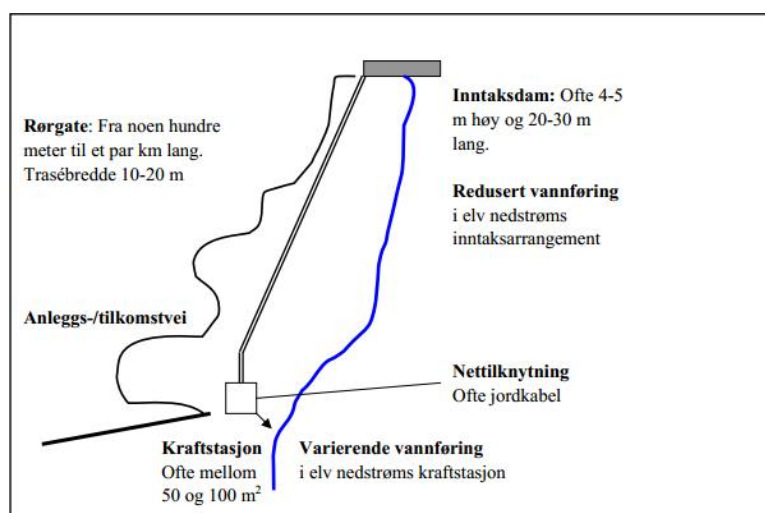 Rørgate: Fra noen hundre
meter til et par km lang.
Trasébredde 10-20 m
Inntaksdam: Ofte 4-5
m høy og 20-30 m
lang.
Redusert vannføring
i elv nedstrøms
inntaksarrangement
Anleggs-/tilkomstvei
Nettilknytning
Ofte jordkabel
Kraftstasjon
Ofte mellom
50 og 100 m²
Varierende vannføring
i elv nedstrøms kraftstasjon